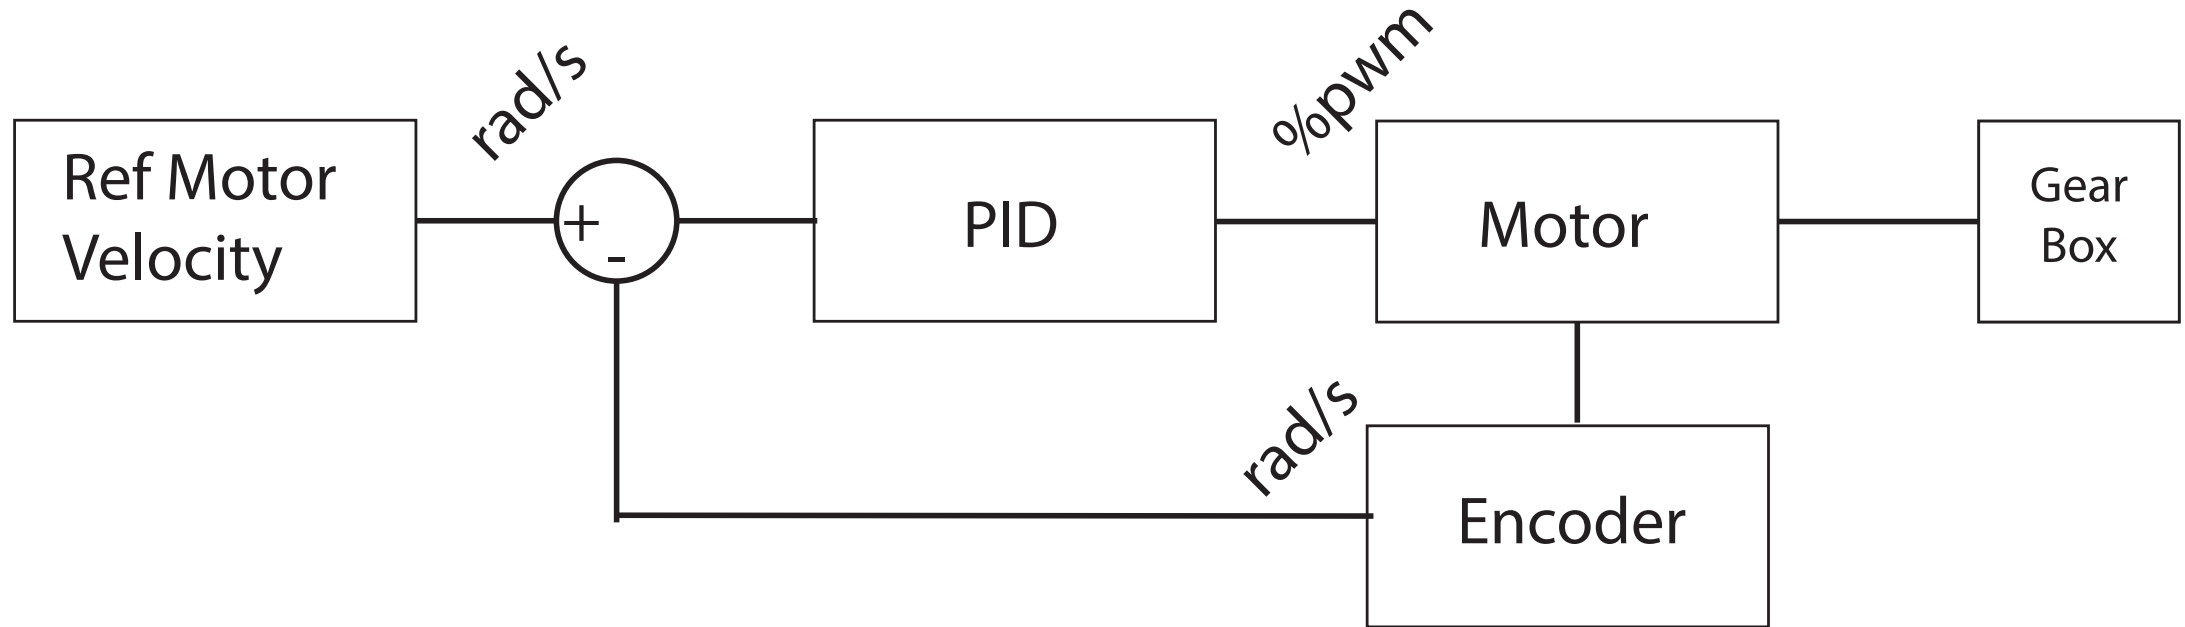 rad/s
%pwm
Ref Motor
Velocity
+
-
PID
Motor
Gear
Box
rad/s
Encoder